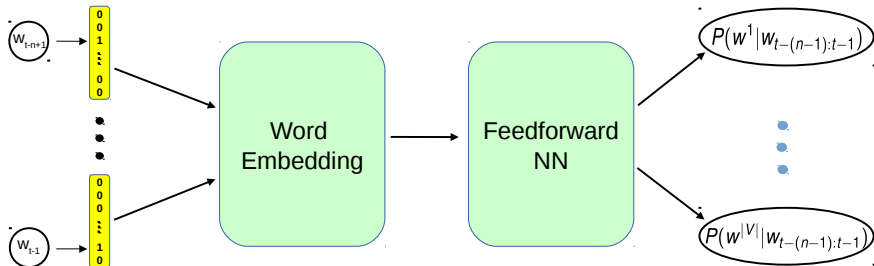 w_{t-n+1}
0
0
1
⋮
0
0
w_{t-1}
0
0
0
⋮
1
0
Word
Embedding
Feedforward
NN
P(w^1|w_{t-(n-1):t-1})
P(w^{|V|}|w_{t-(n-1):t-1})